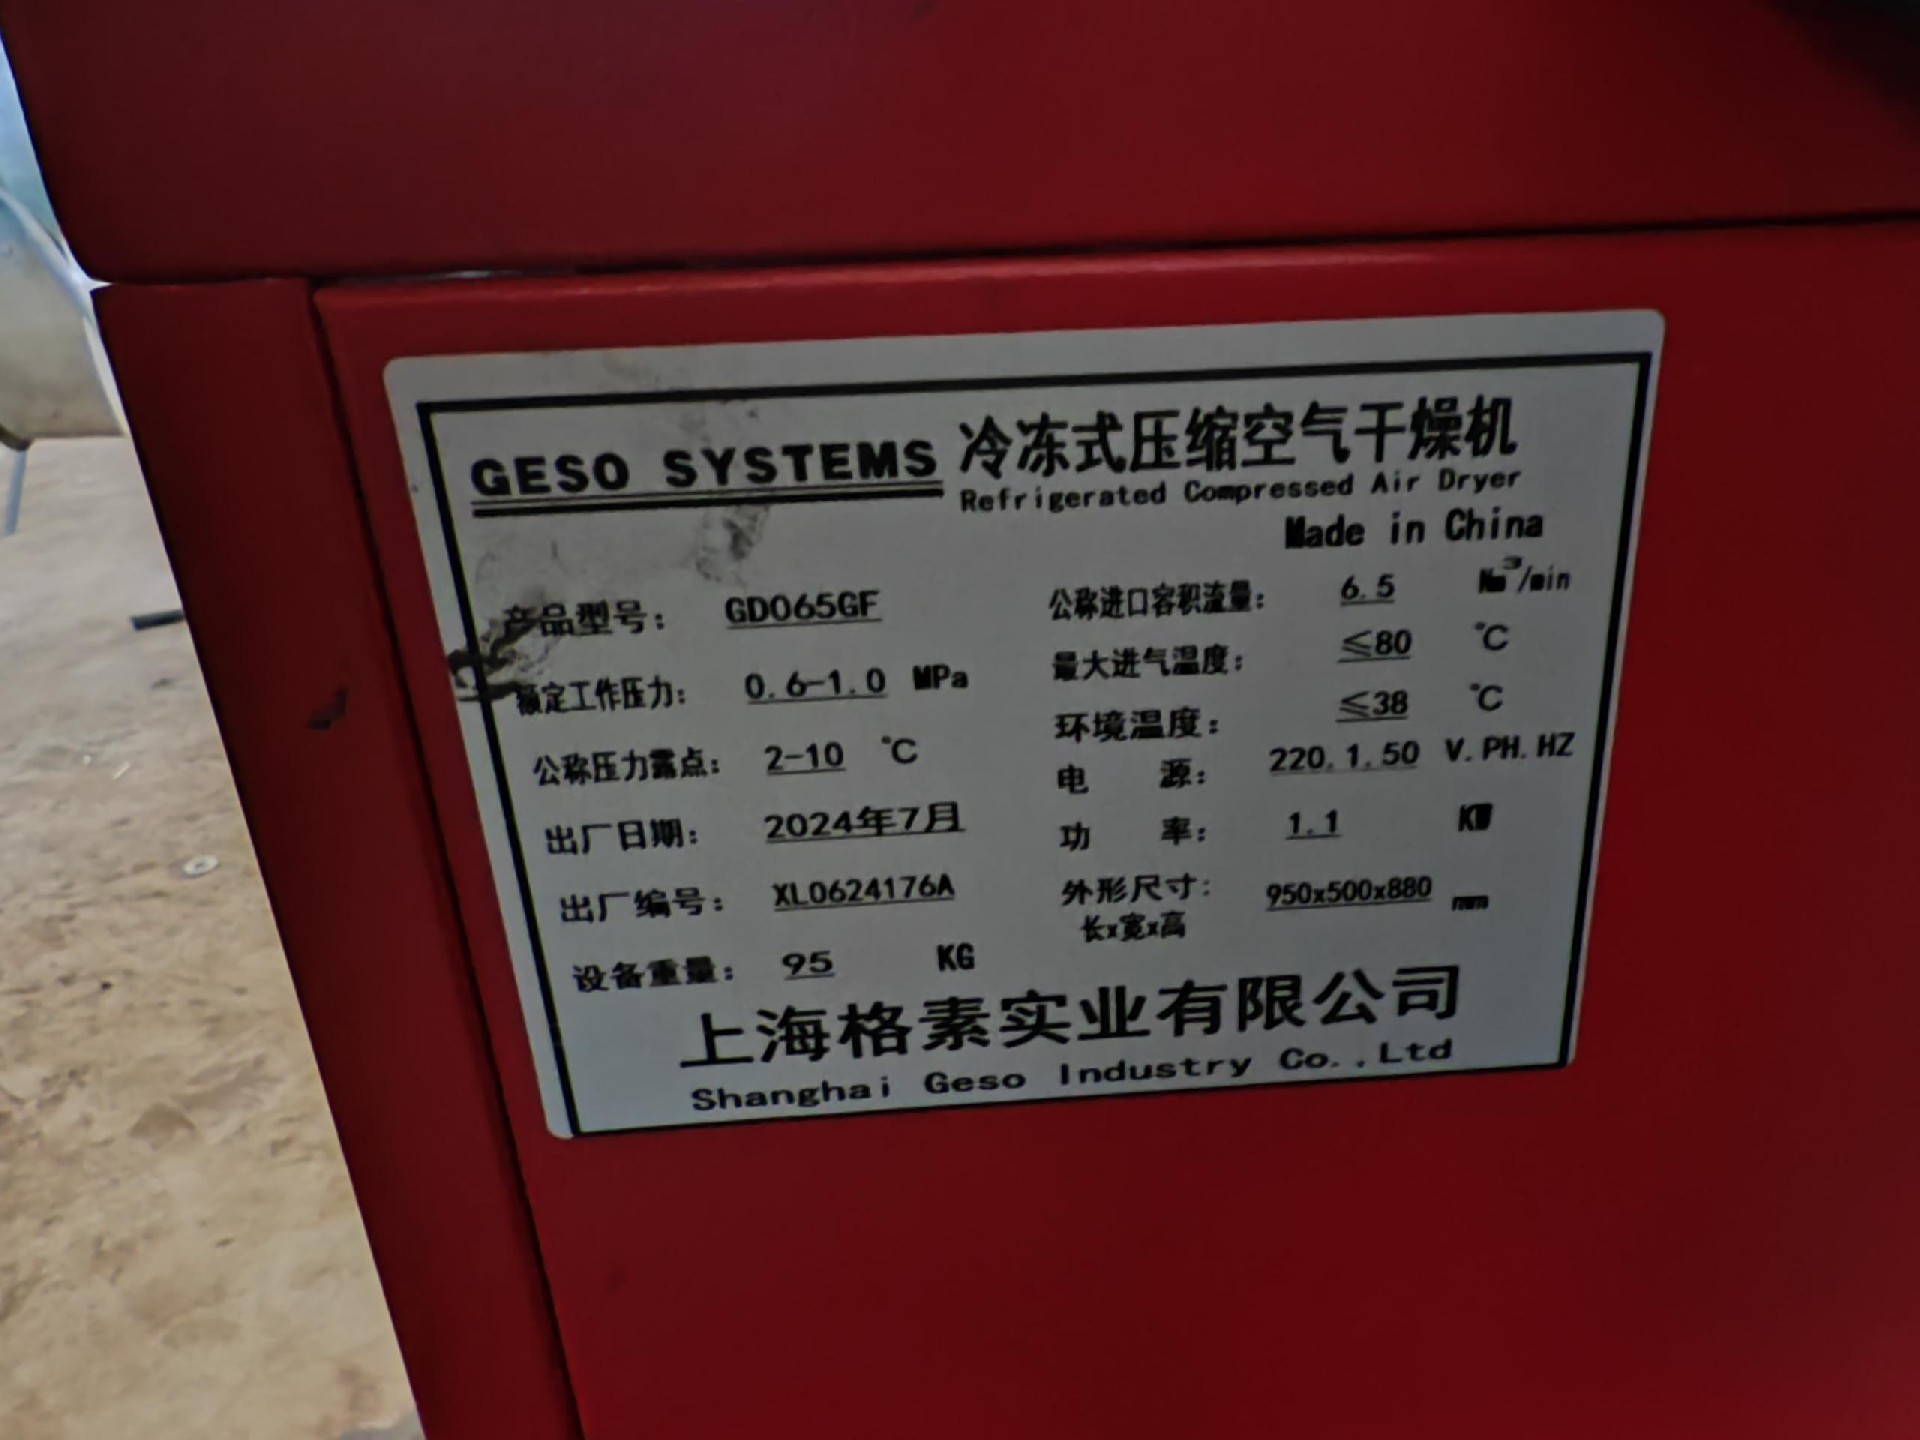 GESO SYSTEMS 冷冻式压缩空气干燥机
Refrigerated Compressed Air Dryer
Made in China
产品型号: GD065GF
额定工作压力: 0.6-1.0 MPa
公称压力露点: 2-10 ℃
出厂日期: 2024年7月
出厂编号: XL0624176A
设备重量: 95 KG
公称进口容积流量: 6.5 Nm³/min
最大进气温度: ≤80 ℃
环境温度: ≤38 ℃
电 源: 220.1.50 V.PH.HZ
功 率: 1.1 KW
外形尺寸: 950x500x880 mm
长x宽x高
上海格素实业有限公司
Shanghai Geso Industry Co.,Ltd